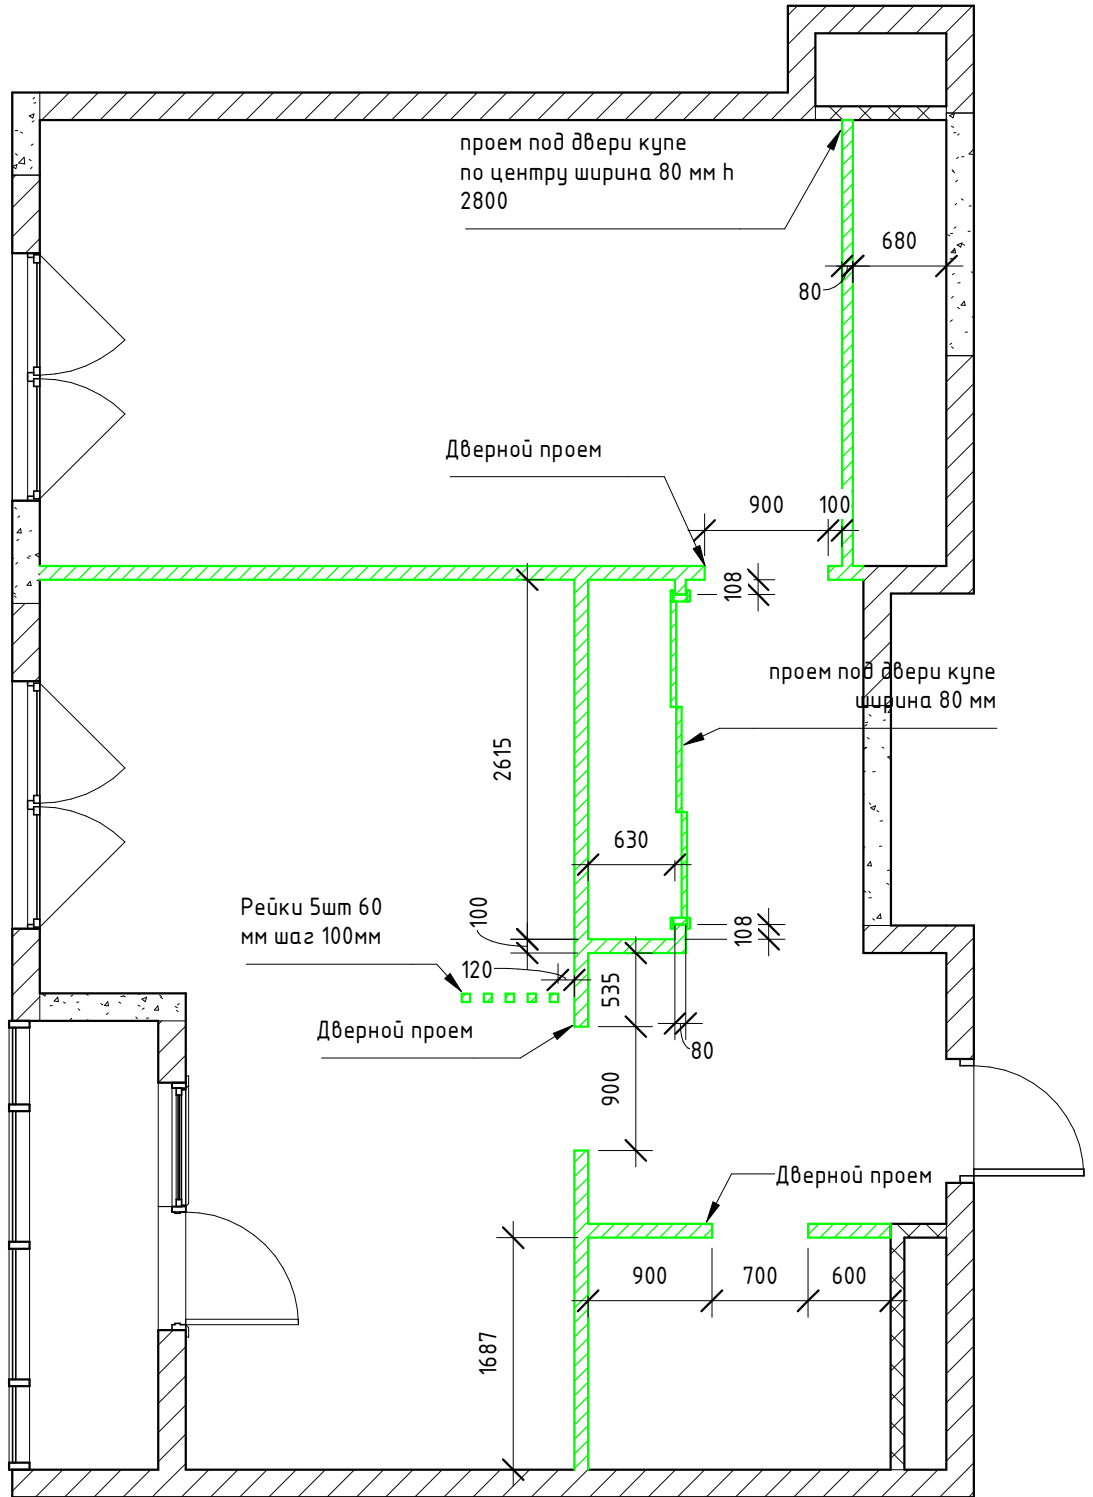 проем под двери купе
по центру ширина 80 мм h
2800
680
80
Дверной проем
900
100
108
проем под двери купе
ширина 80 мм
2615
630
Рейки 5шт 60
мм шаг 100мм
100
108
120
535
Дверной проем
80
900
Дверной проем
900
700
600
1687